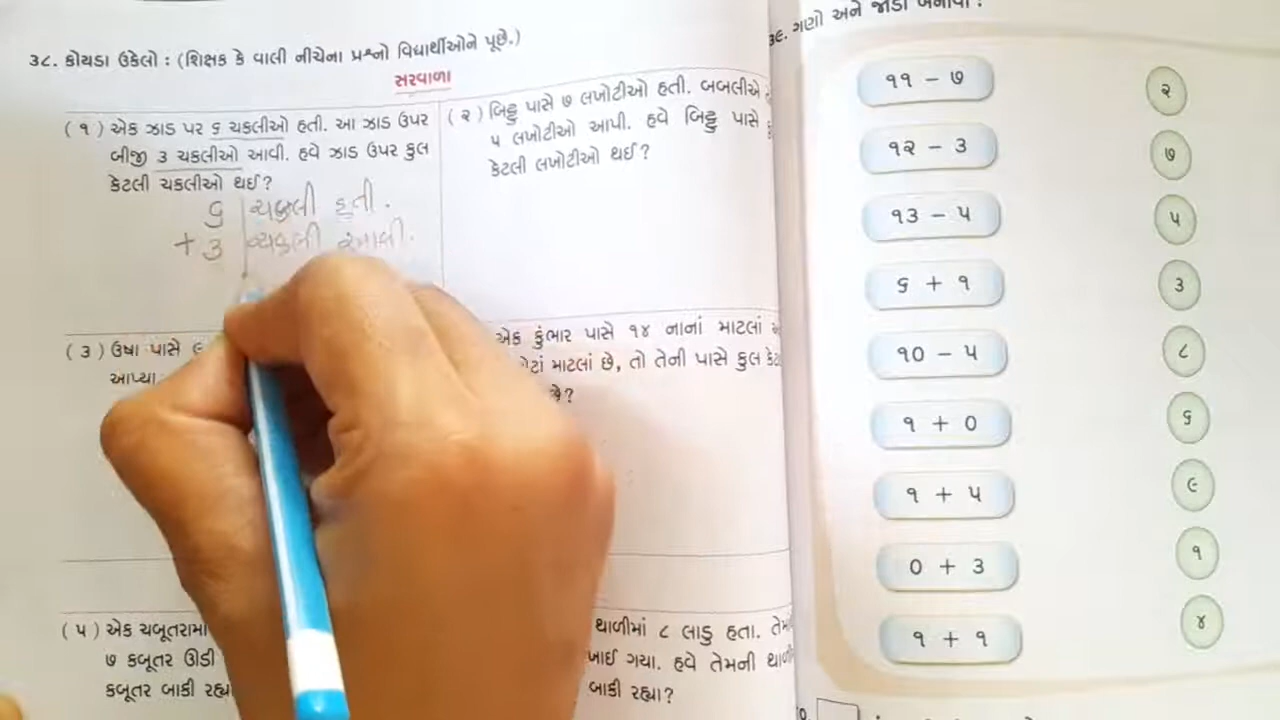 ૩૮. કોયડા ઉકેલો : (શિક્ષક કે વાલી નીચેના પ્રશ્નો વિદ્યાર્થીઓને પૂછે.)
સરવાળા
(૧) એક ઝાડ પર ૬ ચકલીઓ હતી. આ ઝાડ ઉપર
બીજી ૩ ચકલીઓ આવી. હવે ઝાડ ઉપર કુલ
કેટલી ચકલીઓ થઈ?
૬ ચકલી હતી.
+ ૩ ચકલી આવી.
(૨) બિટ્ટુ પાસે ૭ લખોટીઓ હતી. બબલીએ
૫ લખોટીઓ આપી. હવે બિટ્ટુ પાસે
કેટલી લખોટીઓ થઈ?
(૩) ઉષા પાસે ૯
આપ્યા
એક કુંભાર પાસે ૧૪ નાનાં માટલાં
માટલાં છે, તો તેની પાસે કુલ
છે?
(૫) એક ચબૂતરામાં
૭ કબૂતર ઊડી
કબૂતર બાકી રહ્યા
થાળીમાં ૮ લાડુ હતા.
ખાઈ ગયા. હવે તેમની
બાકી રહ્યા?
૩૯. ગણો અને જોડી બનાવો :
૧૧ - ૭
૨
૧૨ - ૩
૭
૧૩ - ૫
૫
૬ + ૧
૩
૧૦ - ૫
૮
૧ + ૦
૬
૧ + ૫
૯
૦ + ૩
૧
૧ + ૧
૪